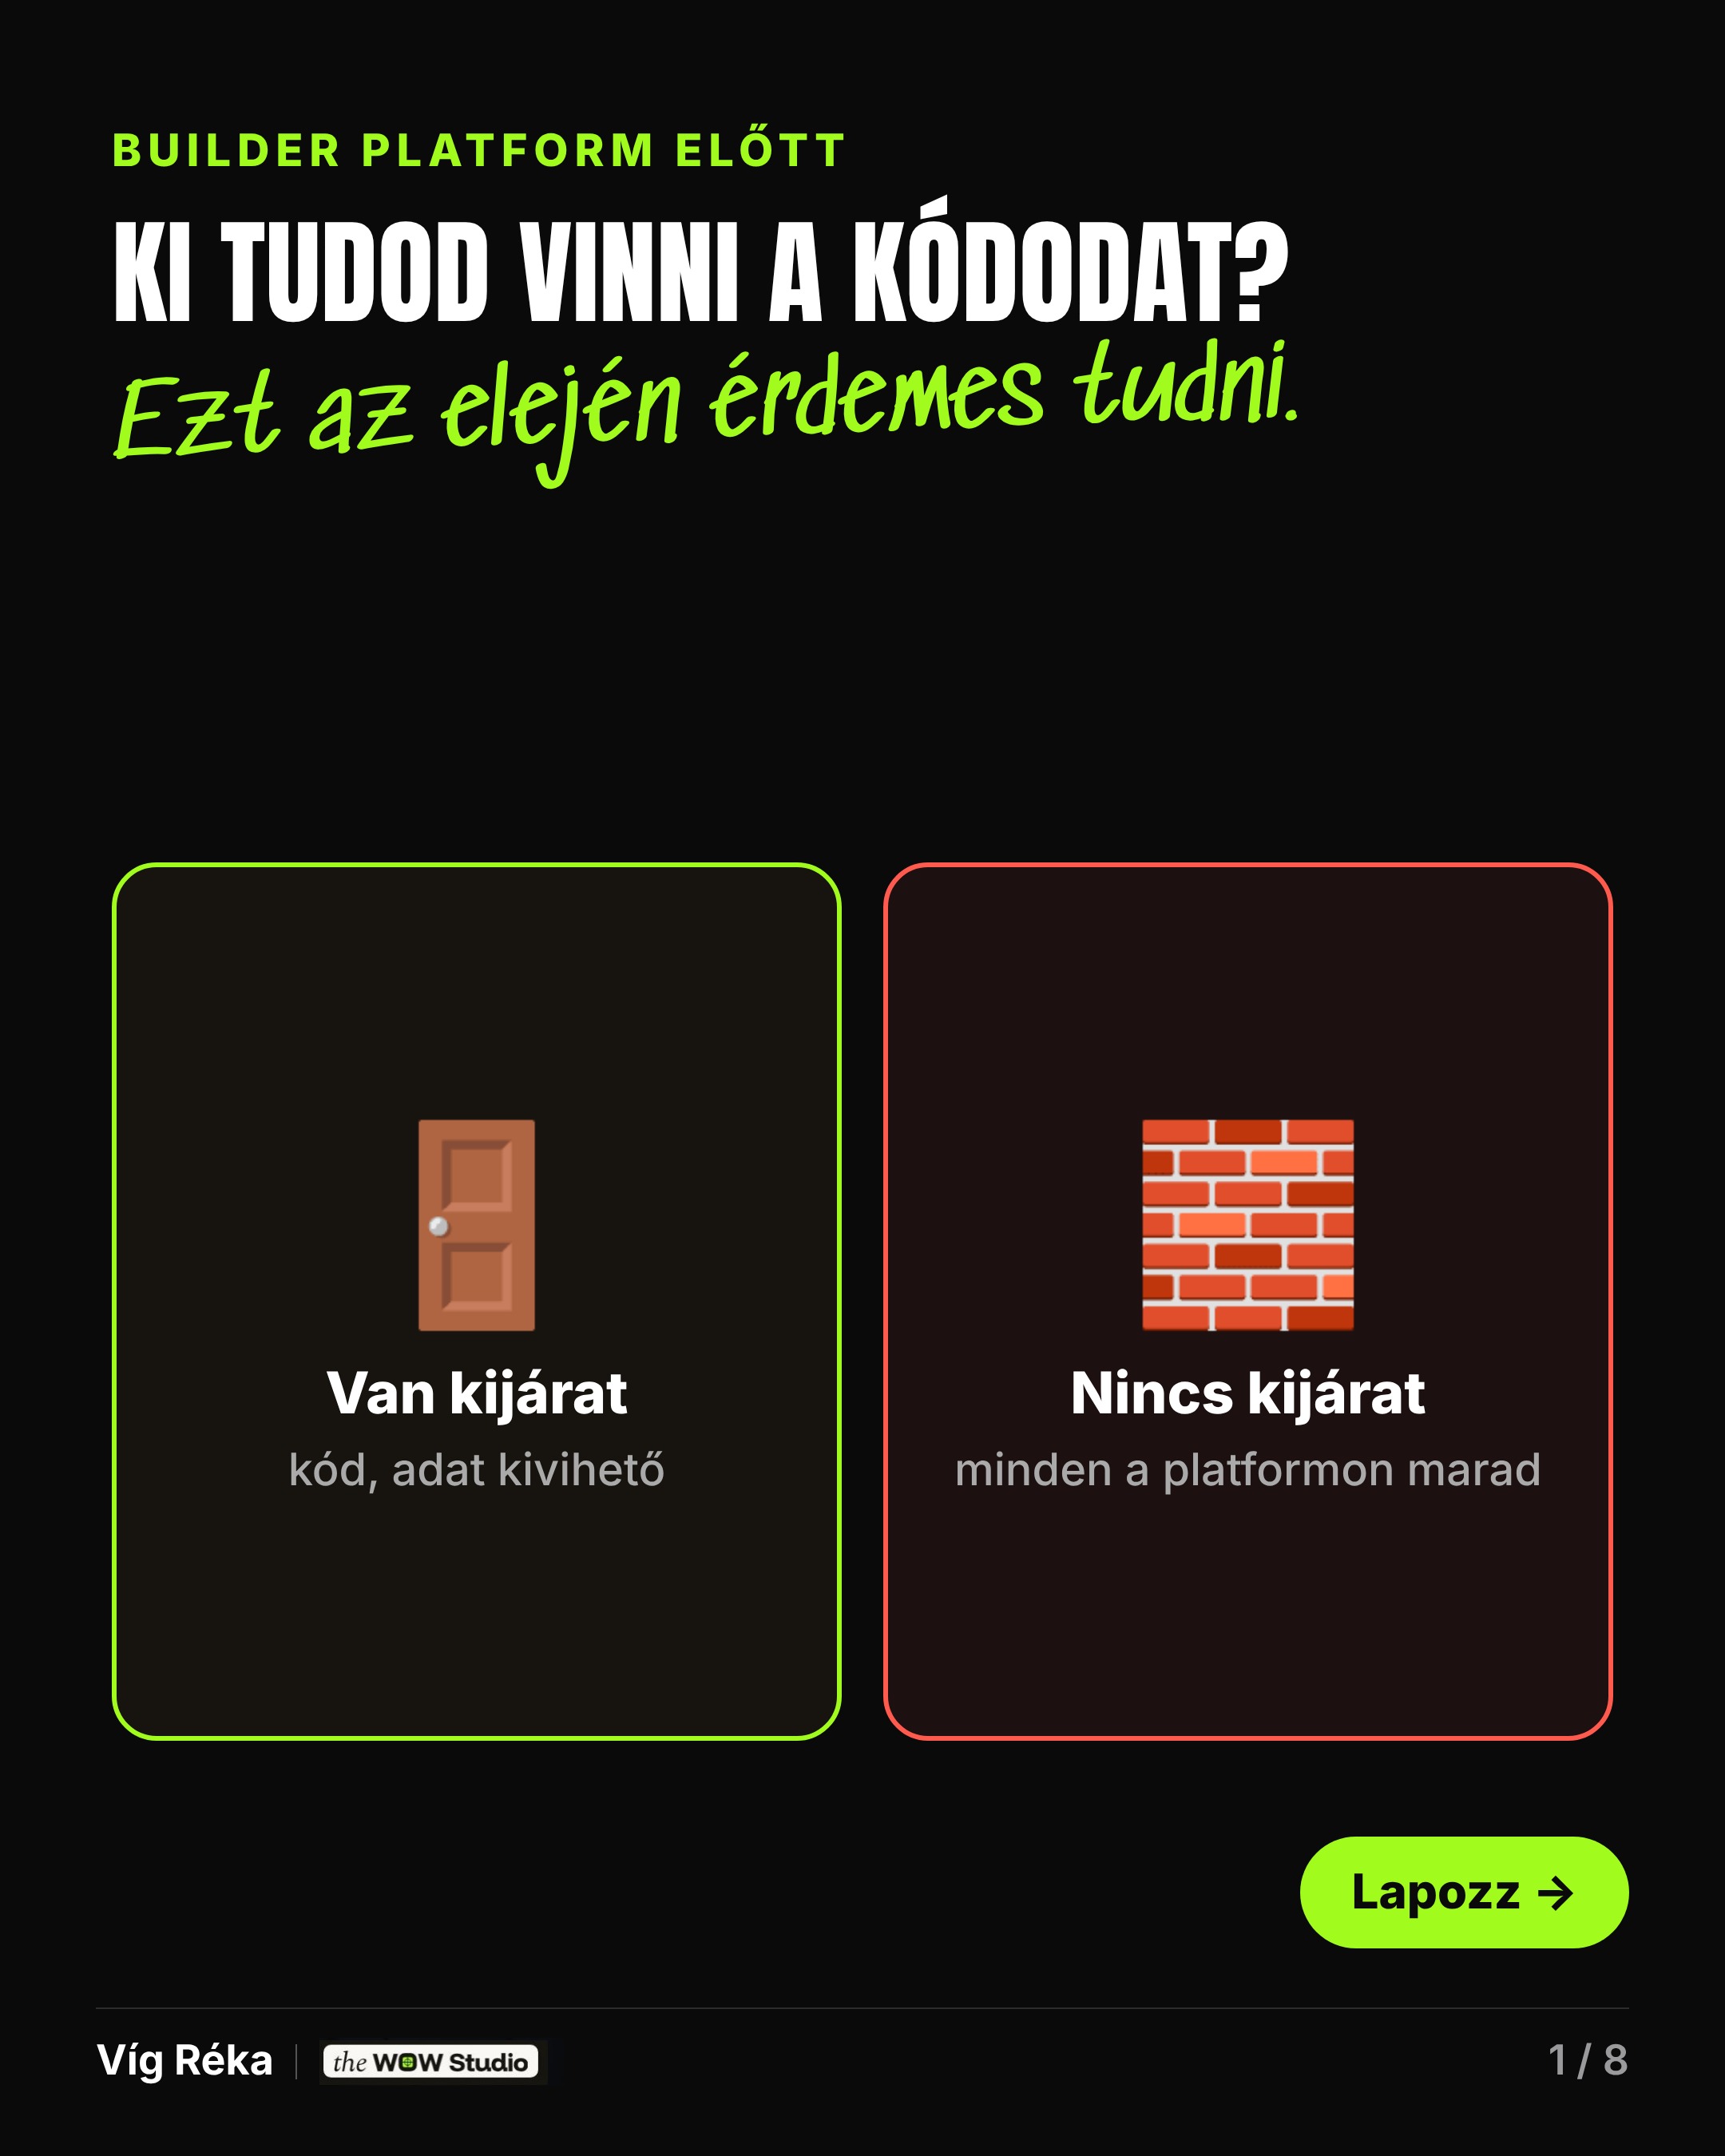 BUILDER PLATFORM ELŐTT
KI TUDOD VINNI A KÓDODAT?
Ezt az elején érdemes tudni.
Van kijárat
kód, adat kivihető
Nincs kijárat
minden a platformon marad
Lapozz →
Víg Réka
the WOW Studio
1 / 8